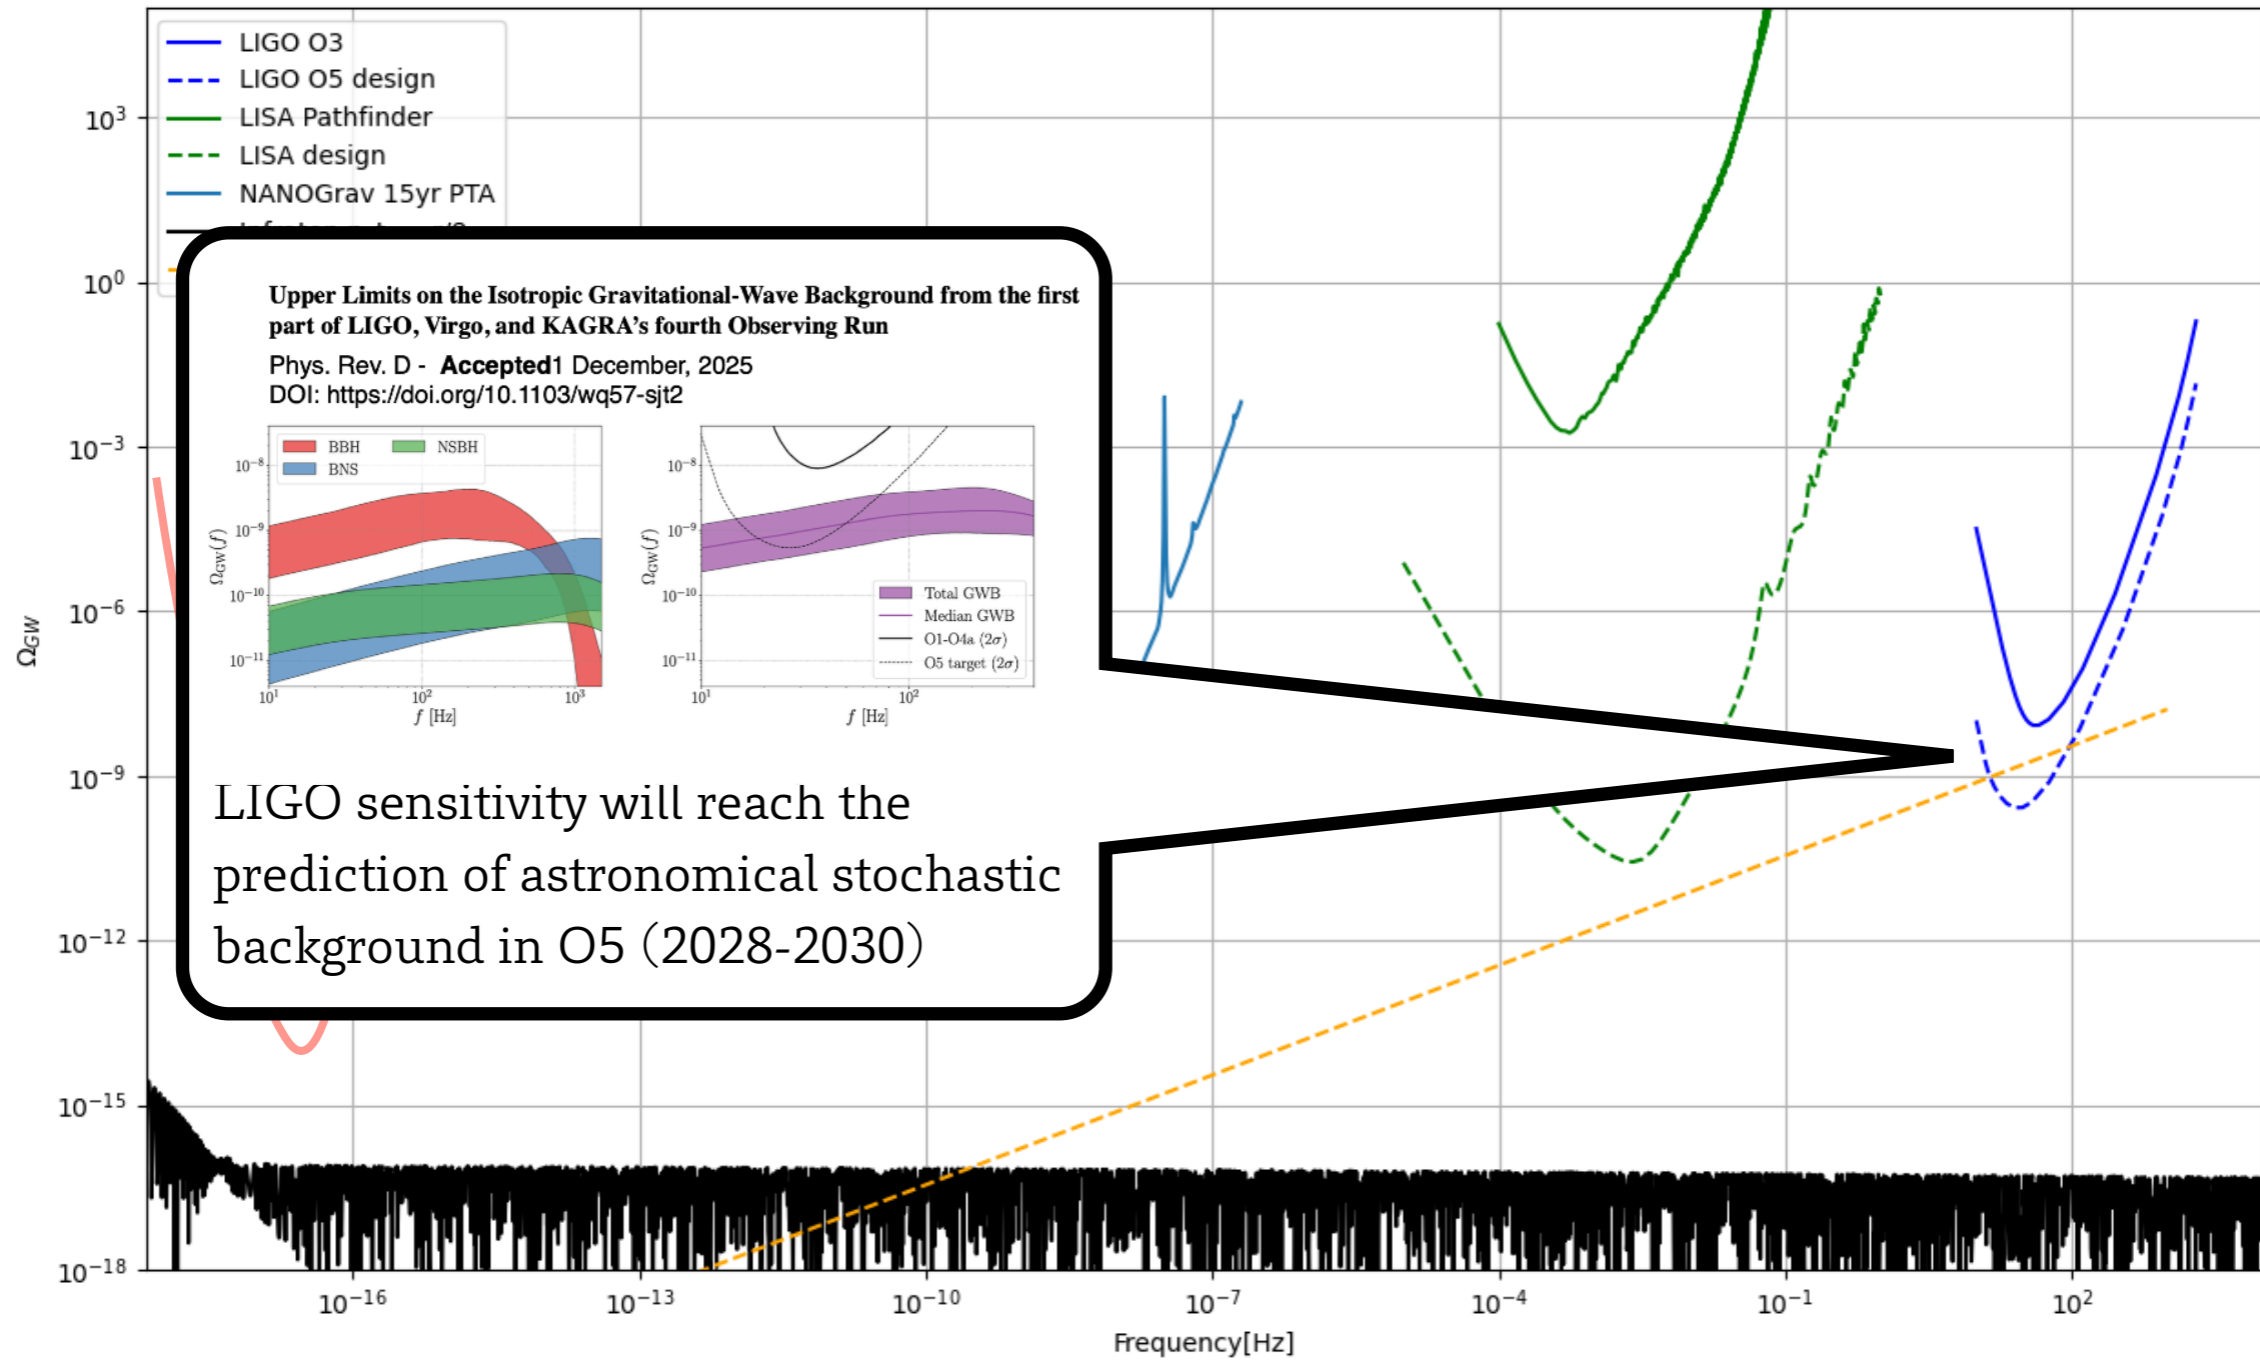 LIGO O3
LIGO O5 design
LISA Pathfinder
LISA design
NANOGrav 15yr PTA
Upper Limits on the Isotropic Gravitational-Wave Background from the first
part of LIGO, Virgo, and KAGRA's fourth Observing Run
Phys. Rev. D - Accepted1 December, 2025
DOI: https://doi.org/10.1103/wq57-sjt2
BBH
NSBH
BNS
10⁻⁸
10⁻⁹
10⁻¹⁰
10⁻¹¹
Ω_GW(f)
10¹
10²
10³
f [Hz]
10⁻⁸
10⁻⁹
10⁻¹⁰
10⁻¹¹
Ω_GW(f)
Total GWB
Median GWB
O1-O4a (2σ)
O5 target (2σ)
10¹
10²
f [Hz]
LIGO sensitivity will reach the
prediction of astronomical stochastic
background in O5 (2028-2030)
10³
10⁰
10⁻³
10⁻⁶
10⁻⁹
10⁻¹²
10⁻¹⁵
10⁻¹⁸
Ω_GW
10⁻¹⁶
10⁻¹³
10⁻¹⁰
10⁻⁷
10⁻⁴
10⁻¹
10²
Frequency[Hz]